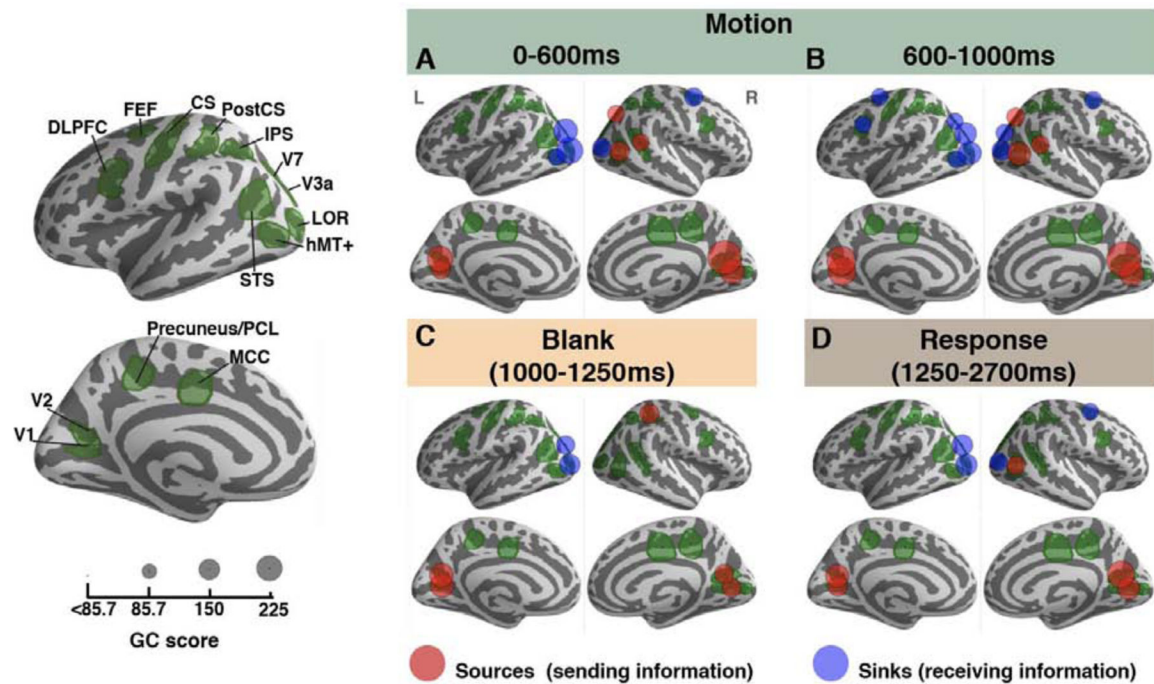 Motion
A 0-600ms
B 600-1000ms
L
R
FEF
CS
PostCS
DLPFC
IPS
V7
V3a
LOR
hMT+
STS
C Blank
(1000-1250ms)
D Response
(1250-2700ms)
Precuneus/PCL
MCC
V2
V1
<85.7 85.7 150 225
GC score
Sources (sending information)
Sinks (receiving information)